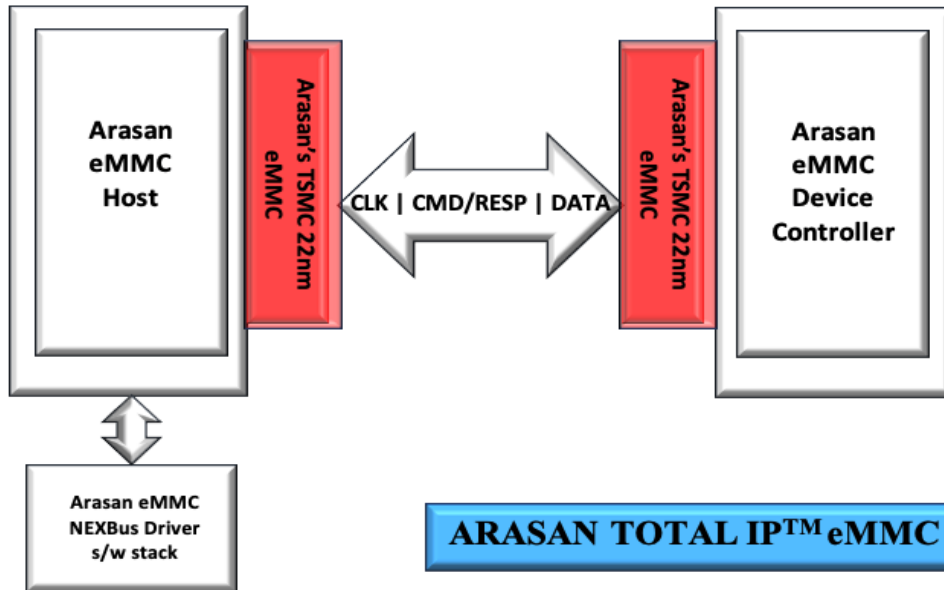 Arasan
eMMC
Host
Arasan's TSMC 22nm
eMMC
CLK | CMD/RESP | DATA
Arasan's TSMC 22nm
eMMC
Arasan
eMMC
Device
Controller
Arasan eMMC
NEXBus Driver
s/w stack
ARASAN TOTAL IP™ eMMC